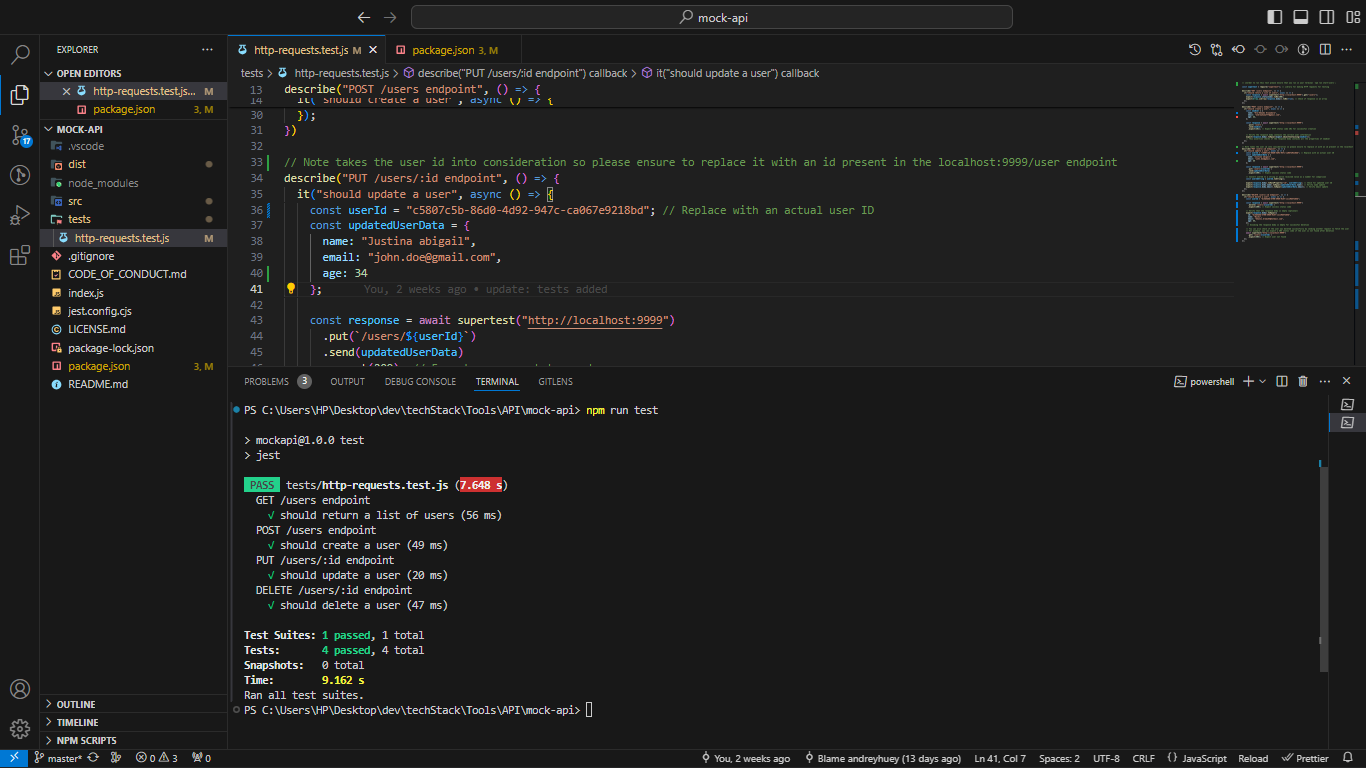 mock-api
EXPLORER
OPEN EDITORS
http-requests.test.js... M
package.json 3, M
MOCK-API
.vscode
dist
node_modules
src
tests
http-requests.test.js M
.gitignore
CODE_OF_CONDUCT.md
index.js
jest.config.cjs
LICENSE.md
package-lock.json
package.json 3, M
README.md
OUTLINE
TIMELINE
NPM SCRIPTS
17
http-requests.test.js M
package.json 3, M
tests > http-requests.test.js > describe("PUT /users/:id endpoint") callback > it("should update a user") callback
13 describe("POST /users endpoint", () => {
14 it("should create a user", async () => {
30 });
31 })
32
33 // Note takes the user id into consideration so please ensure to replace it with an id present in the localhost:9999/user endpoint
34 describe("PUT /users/:id endpoint", () => {
35 it("should update a user", async () => {
36 const userId = "c5807c5b-86d0-4d92-947c-ca067e9218bd"; // Replace with an actual user ID
37 const updatedUserData = {
38 name: "Justina abigail",
39 email: "john.doe@gmail.com",
40 age: 34
41 }; You, 2 weeks ago • update: tests added
42
43 const response = await supertest("http://localhost:9999")
44 .put(`/users/${userId}`)
45 .send(updatedUserData)
PROBLEMS 3 OUTPUT DEBUG CONSOLE TERMINAL GITLENS
powershell
PS C:\Users\HP\Desktop\dev\techStack\Tools\API\mock-api> npm run test
> mockapi@1.0.0 test
> jest
PASS tests/http-requests.test.js (7.648 s)
GET /users endpoint
√ should return a list of users (56 ms)
POST /users endpoint
√ should create a user (49 ms)
PUT /users/:id endpoint
√ should update a user (20 ms)
DELETE /users/:id endpoint
√ should delete a user (47 ms)
Test Suites: 1 passed, 1 total
Tests: 4 passed, 4 total
Snapshots: 0 total
Time: 9.162 s
Ran all test suites.
PS C:\Users\HP\Desktop\dev\techStack\Tools\API\mock-api>
master* 0 3 0
You, 2 weeks ago Blame andreyhuey (13 days ago) Ln 41, Col 7 Spaces: 2 UTF-8 CRLF {} JavaScript Reload Prettier